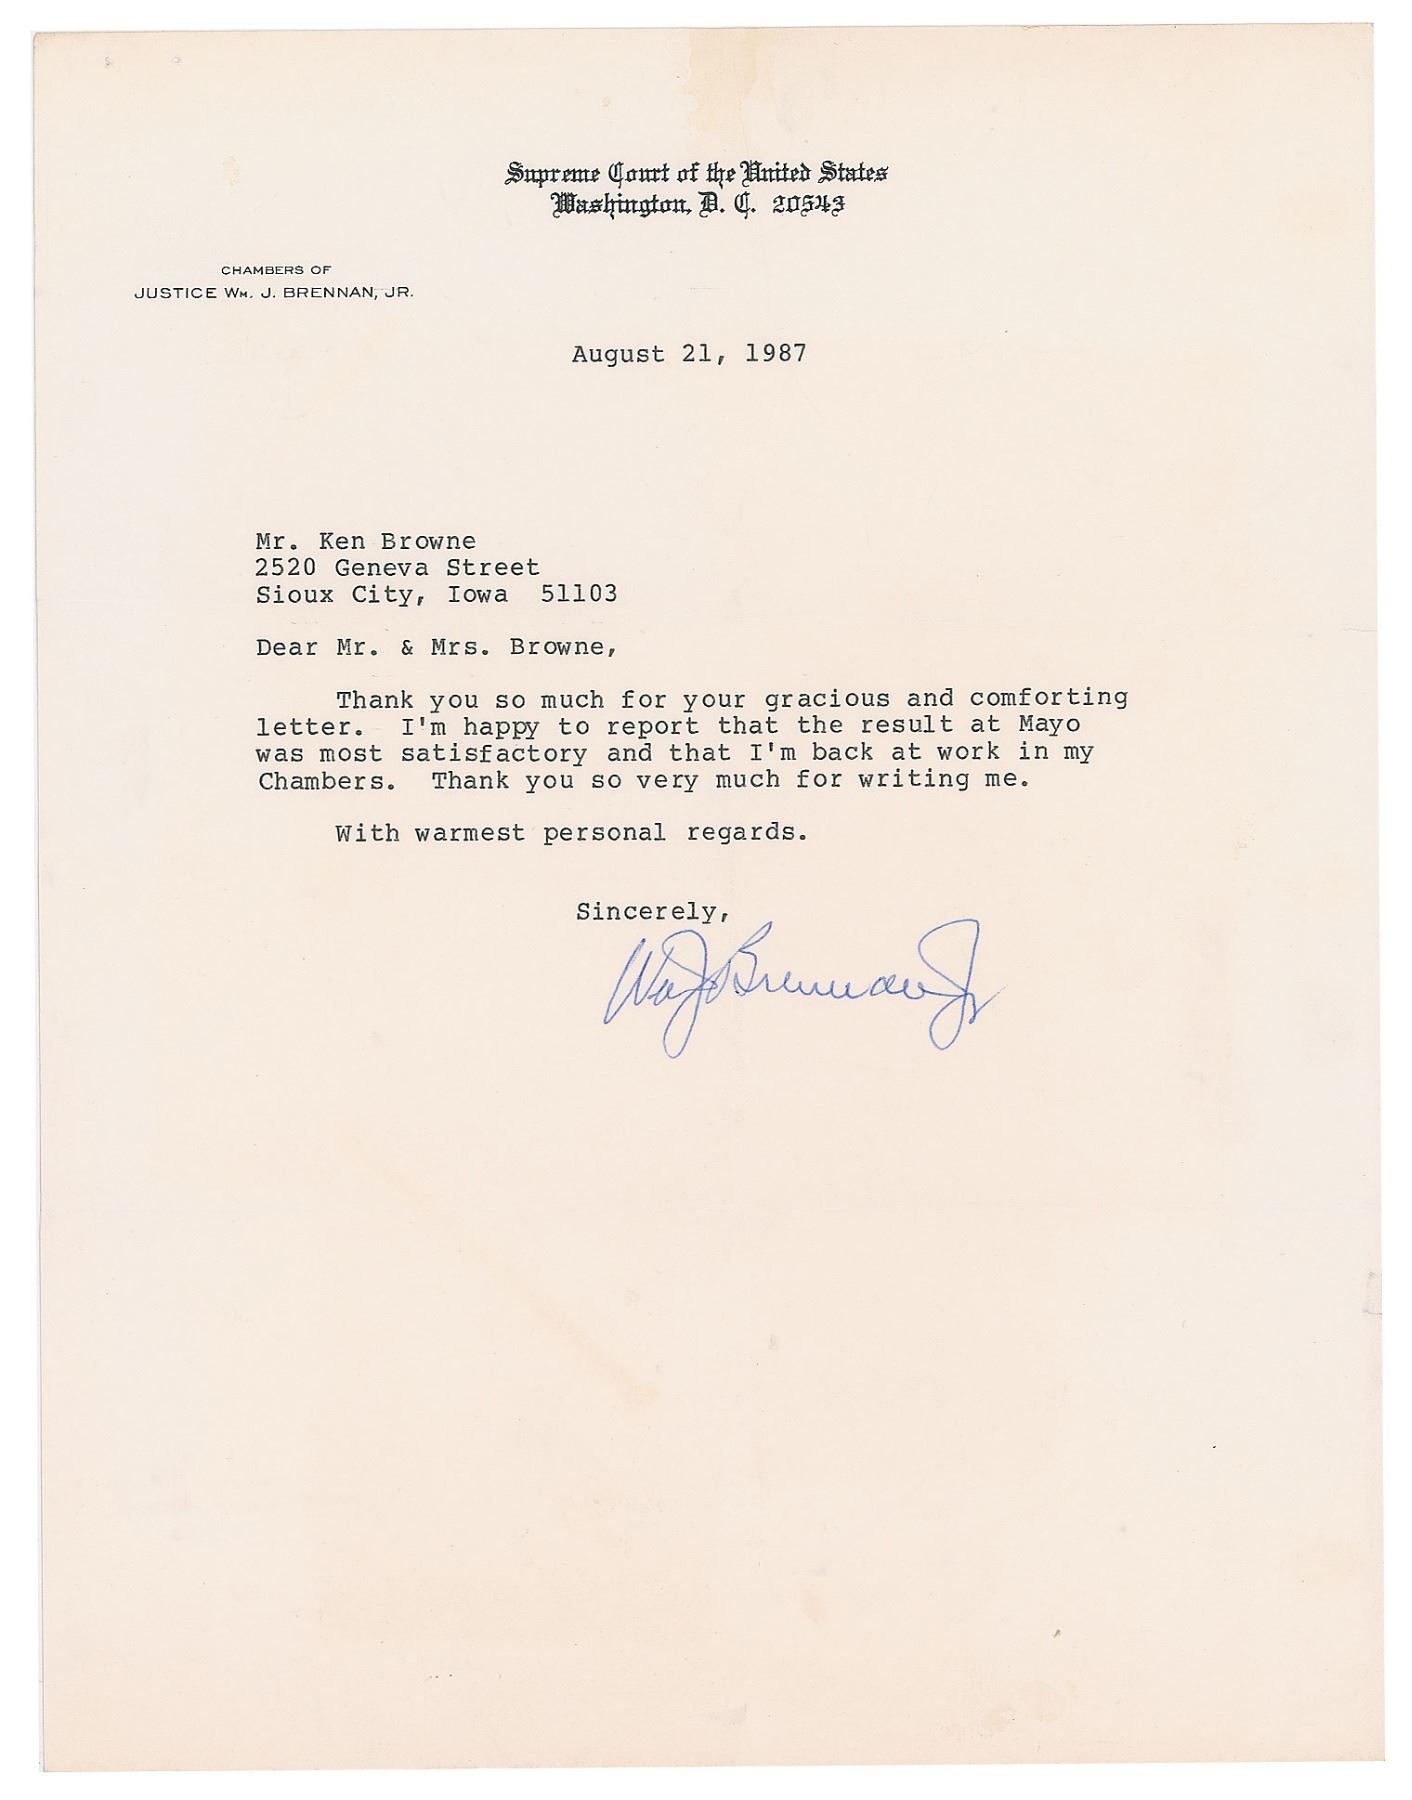 Supreme Court of the United States
Washington, D. C. 20543
CHAMBERS OF
JUSTICE WM. J. BRENNAN, JR.
August 21, 1987
Mr. Ken Browne
2520 Geneva Street
Sioux City, Iowa  51103
Dear Mr. & Mrs. Browne,
Thank you so much for your gracious and comforting
letter.  I'm happy to report that the result at Mayo
was most satisfactory and that I'm back at work in my
Chambers.  Thank you so very much for writing me.
With warmest personal regards.
Sincerely,
Wm J Brennan Jr